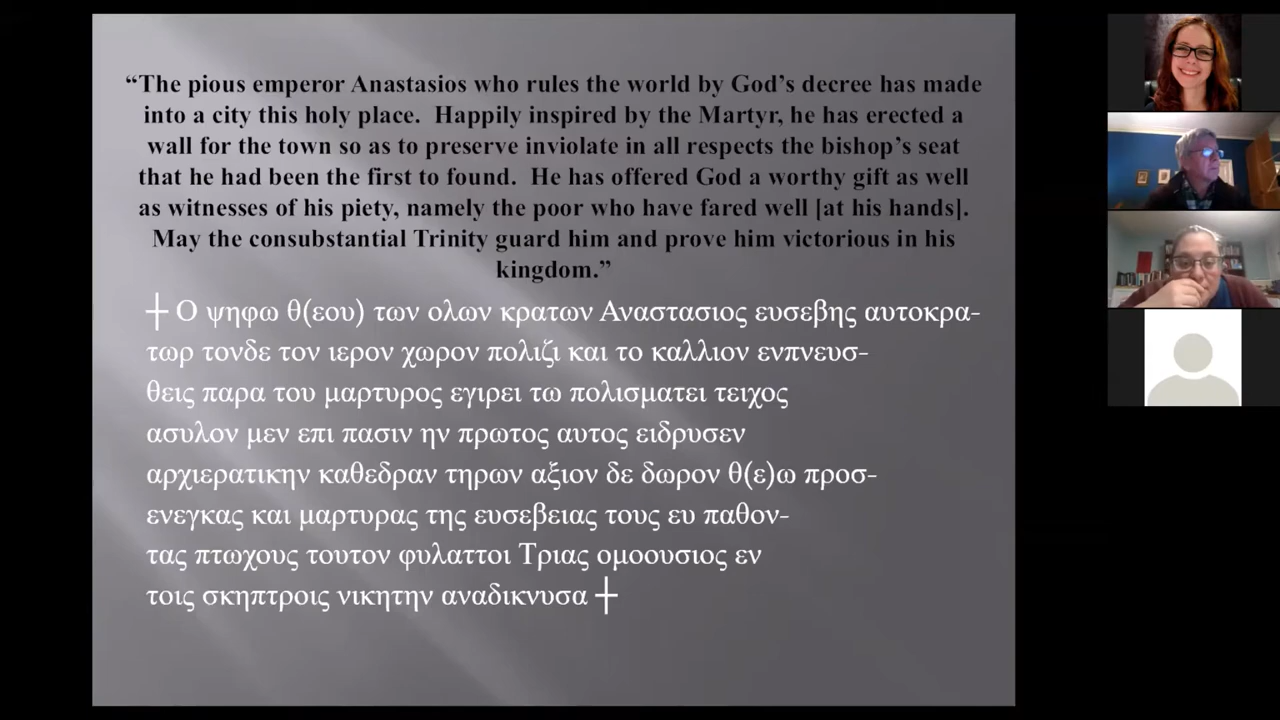 “The pious emperor Anastasios who rules the world by God’s decree has made
into a city this holy place.  Happily inspired by the Martyr, he has erected a
wall for the town so as to preserve inviolate in all respects the bishop’s seat
that he had been the first to found.  He has offered God a worthy gift as well
as witnesses of his piety, namely the poor who have fared well [at his hands].
May the consubstantial Trinity guard him and prove him victorious in his
kingdom.”
┼ Ο ψηφω θ(εου) των ολων κρατων Αναστασιος ευσεβης αυτοκρα-
τωρ τονδε τον ιερον χωρον πολιζι και το καλλιον ενπνευσ-
θεις παρα του μαρτυρος εγιρει τω πολισματει τειχος
ασυλον μεν επι πασιν ην πρωτος αυτος ειδρυσεν
αρχιερατικην καθεδραν τηρων αξιον δε δωρον θ(ε)ω προσ-
ενεγκας και μαρτυρας της ευσεβειας τους ευ παθον-
τας πτωχους τουτον φυλαττοι Τριας ομοουσιος εν
τοις σκηπτροις νικητην αναδικνυσα ┼